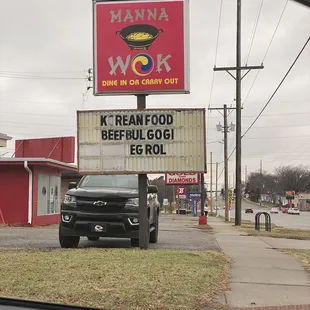 MANNA
WOK
DINE IN OR CARRY OUT
K REAN FOOD
BEEF BUL GOGI
EG ROL
DIAMONDS